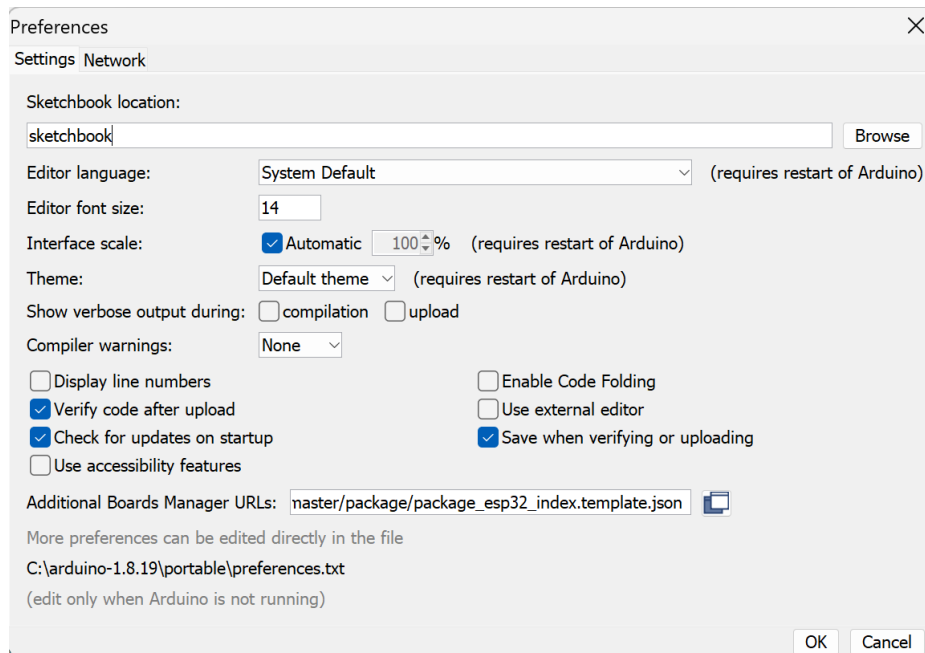 Preferences
Settings Network
Sketchbook location:
sketchbook Browse
Editor language: System Default (requires restart of Arduino)
Editor font size: 14
Interface scale: Automatic 100 % (requires restart of Arduino)
Theme: Default theme (requires restart of Arduino)
Show verbose output during: compilation upload
Compiler warnings: None
Display line numbers Enable Code Folding
Verify code after upload Use external editor
Check for updates on startup Save when verifying or uploading
Use accessibility features
Additional Boards Manager URLs: master/package/package_esp32_index.template.json
More preferences can be edited directly in the file
C:\arduino-1.8.19\portable\preferences.txt
(edit only when Arduino is not running)
OK Cancel